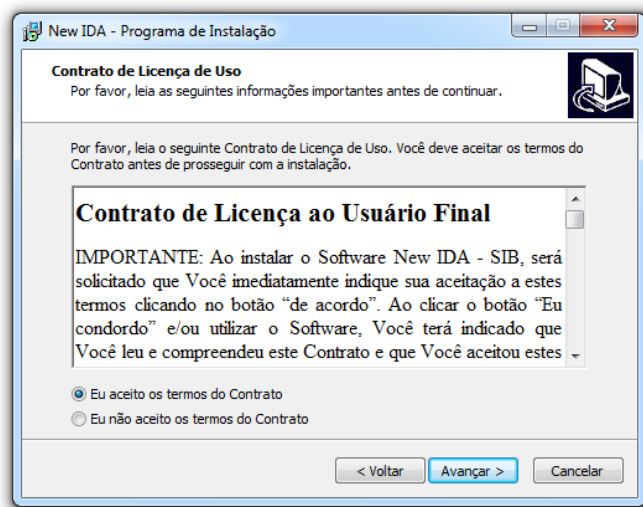 New IDA - Programa de Instalação
Contrato de Licença de Uso
Por favor, leia as seguintes informações importantes antes de continuar.
Por favor, leia o seguinte Contrato de Licença de Uso. Você deve aceitar os termos do
Contrato antes de prosseguir com a instalação.
Contrato de Licença ao Usuário Final
IMPORTANTE: Ao instalar o Software New IDA - SIB, será
solicitado que Você imediatamente indique sua aceitação a estes
termos clicando no botão “de acordo”. Ao clicar o botão “Eu
condordo” e/ou utilizar o Software, Você terá indicado que
Você leu e compreendeu este Contrato e que Você aceitou estes
Eu aceito os termos do Contrato
Eu não aceito os termos do Contrato
< Voltar
Avançar >
Cancelar